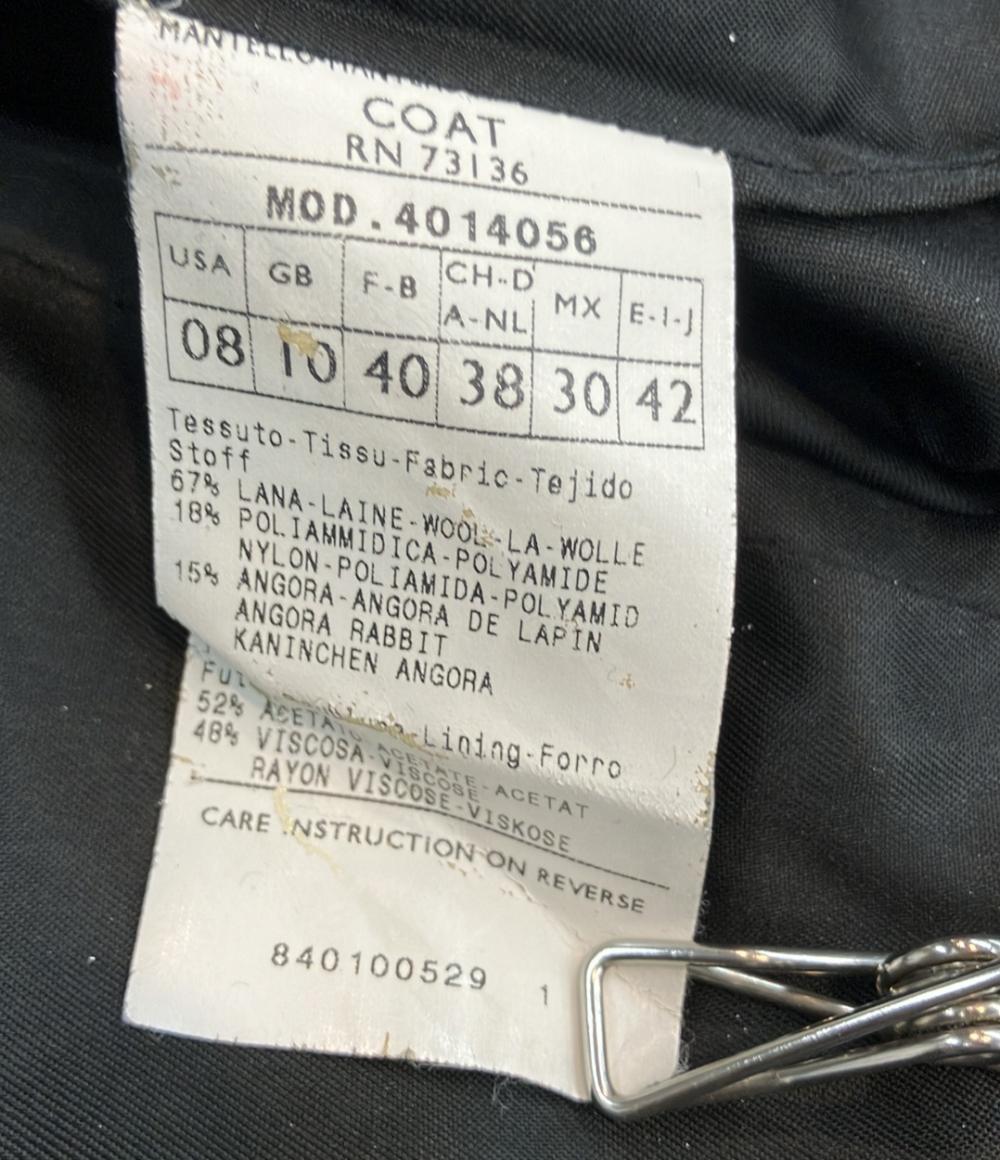 MANTELLO
COAT
RN 73136
MOD.4014056
USA GB F-B CH-D A-NL MX E-I-J
08 10 40 38 30 42
Tessuto-Tissu-Fabric-Tejido
Stoff
67% LANA-LAINE-WOOL-LA-WOLLE
18% POLIAMMIDICA-POLYAMIDE
NYLON-POLIAMIDA-POLYAMID
15% ANGORA-ANGORA DE LAPIN
ANGORA RABBIT
KANINCHEN ANGORA
Lining-Forro
52% ACETATO ACETATE-ACETAT
48% VISCOSA-VISCOSE
RAYON VISCOSE-VISKOSE
CARE INSTRUCTION ON REVERSE
840100529 1